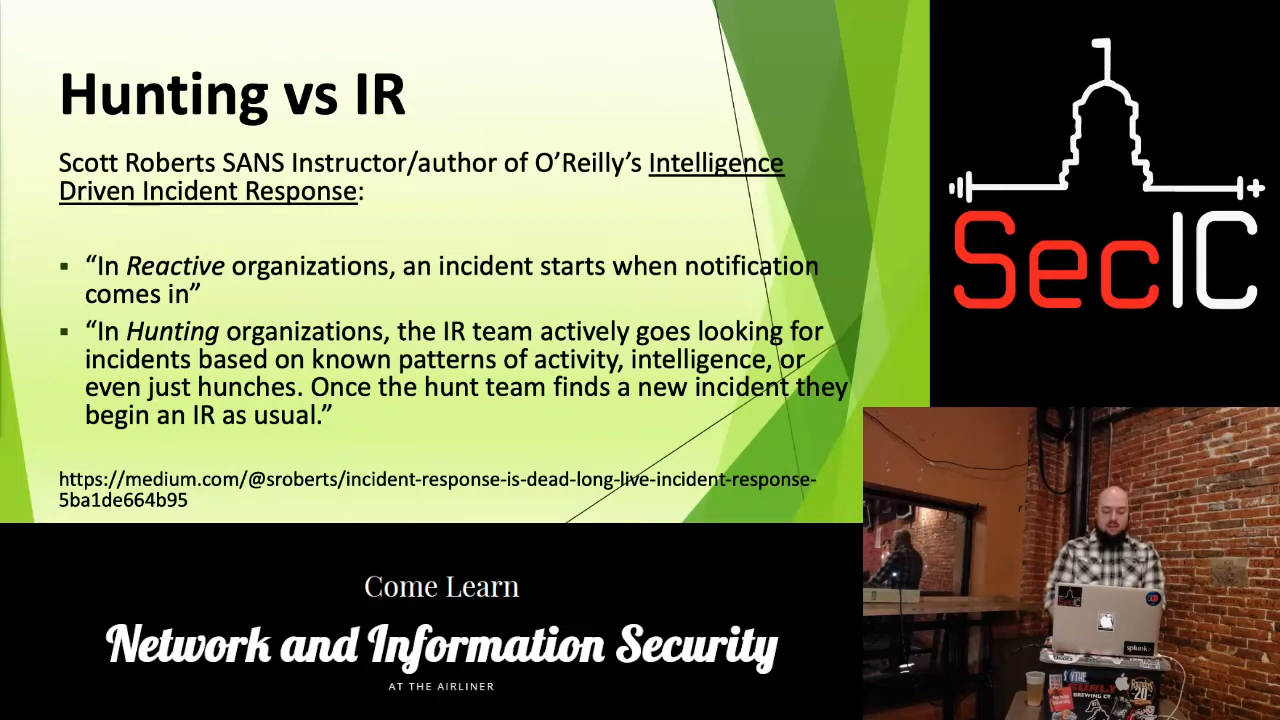 Hunting vs IR
Scott Roberts SANS Instructor/author of O’Reilly’s Intelligence
Driven Incident Response:
▪ “In Reactive organizations, an incident starts when notification
comes in”
▪ “In Hunting organizations, the IR team actively goes looking for
incidents based on known patterns of activity, intelligence, or
even just hunches. Once the hunt team finds a new incident they
begin an IR as usual.”
https://medium.com/@sroberts/incident-response-is-dead-long-live-incident-response-
5ba1de664b95
SecIC
Come Learn
Network and Information Security
AT THE AIRLINER
splunk>
BREWING CO